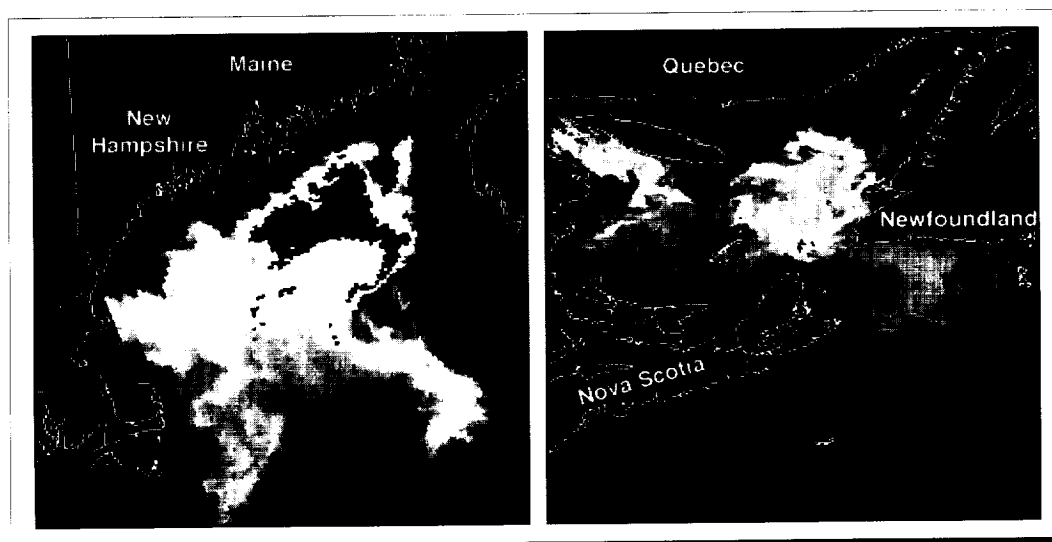 Maine
New
Hampshire
Quebec
Newfoundland
Nova Scotia